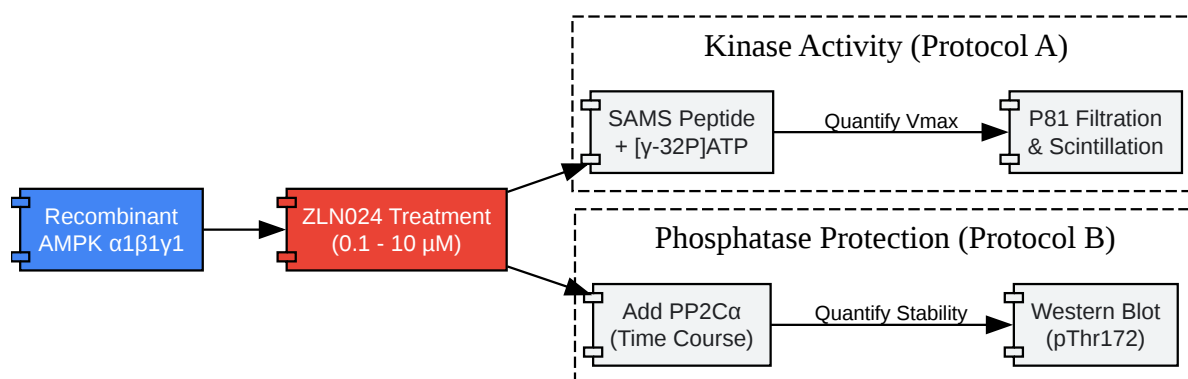 Kinase Activity (Protocol A)
SAMS Peptide
+ [γ-32P]ATP
Quantify Vmax
P81 Filtration
& Scintillation
Recombinant
AMPK α1β1γ1
ZLN024 Treatment
(0.1 - 10 µM)
Phosphatase Protection (Protocol B)
Add PP2Cα
(Time Course)
Quantify Stability
Western Blot
(pThr172)